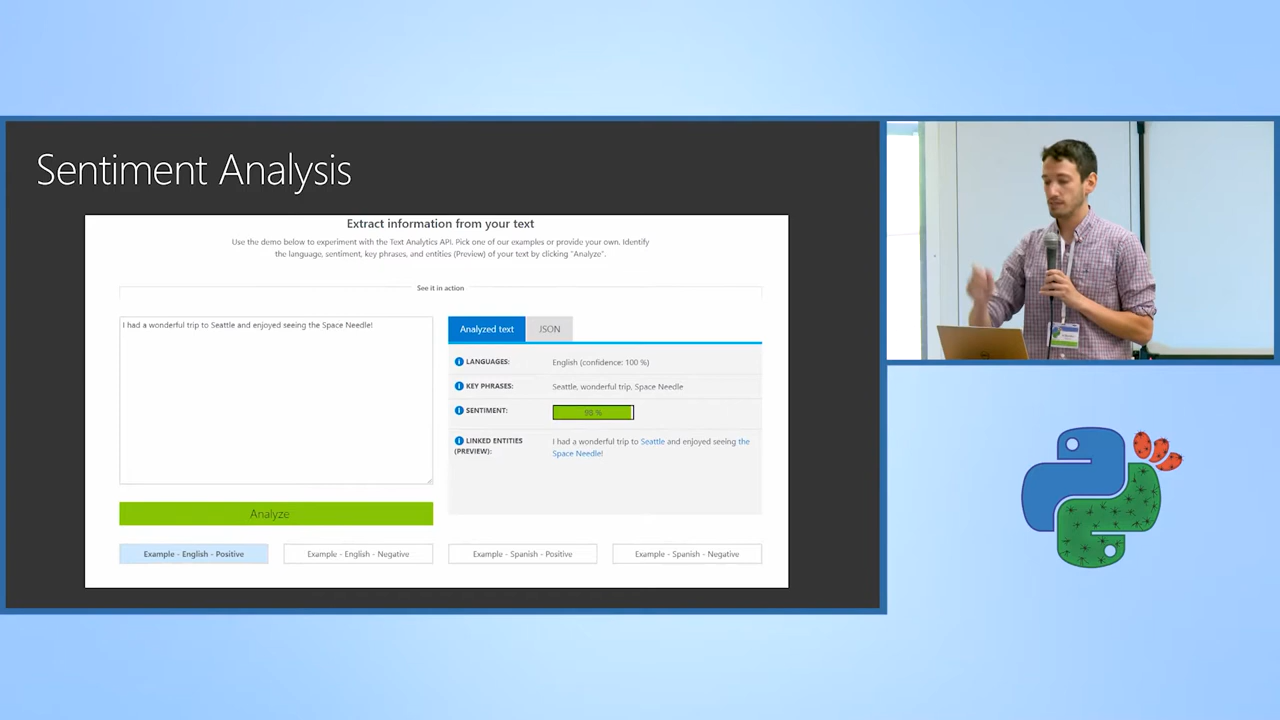 Sentiment Analysis
Extract information from your text
Use the demo below to experiment with the Text Analytics API. Pick one of our examples or provide your own. Identify
the language, sentiment, key phrases, and entities (Preview) of your text by clicking "Analyze".
See it in action
I had a wonderful trip to Seattle and enjoyed seeing the Space Needle!
Analyzed text
JSON
LANGUAGES:
English (confidence: 100 %)
KEY PHRASES:
Seattle, wonderful trip, Space Needle
SENTIMENT:
98 %
LINKED ENTITIES
(PREVIEW):
I had a wonderful trip to Seattle and enjoyed seeing the
Space Needle!
Analyze
Example - English - Positive
Example - English - Negative
Example - Spanish - Positive
Example - Spanish - Negative